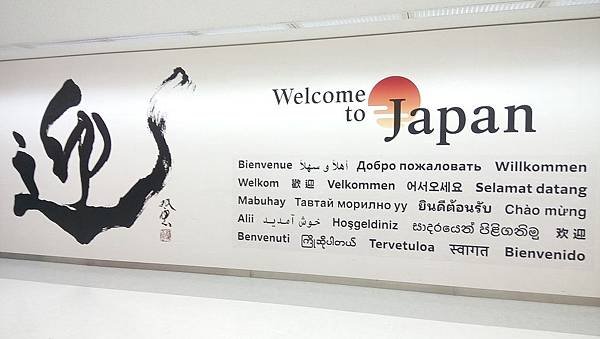 迎
Welcome
to Japan
Bienvenue أهلاً و سهلاً Добро пожаловать Willkommen
Welkom 歡迎 Velkommen 어서오세요 Selamat datang
Mabuhay Тавтай морилно уу ยินดีต้อนรับ Chào mừng
Alii خوش آمدید Hoşgeldiniz සාදරයෙන් පිළිගනිමු 欢迎
Benvenuti ကြိုဆိုပါတယ် Tervetuloa स्वागत Bienvenido